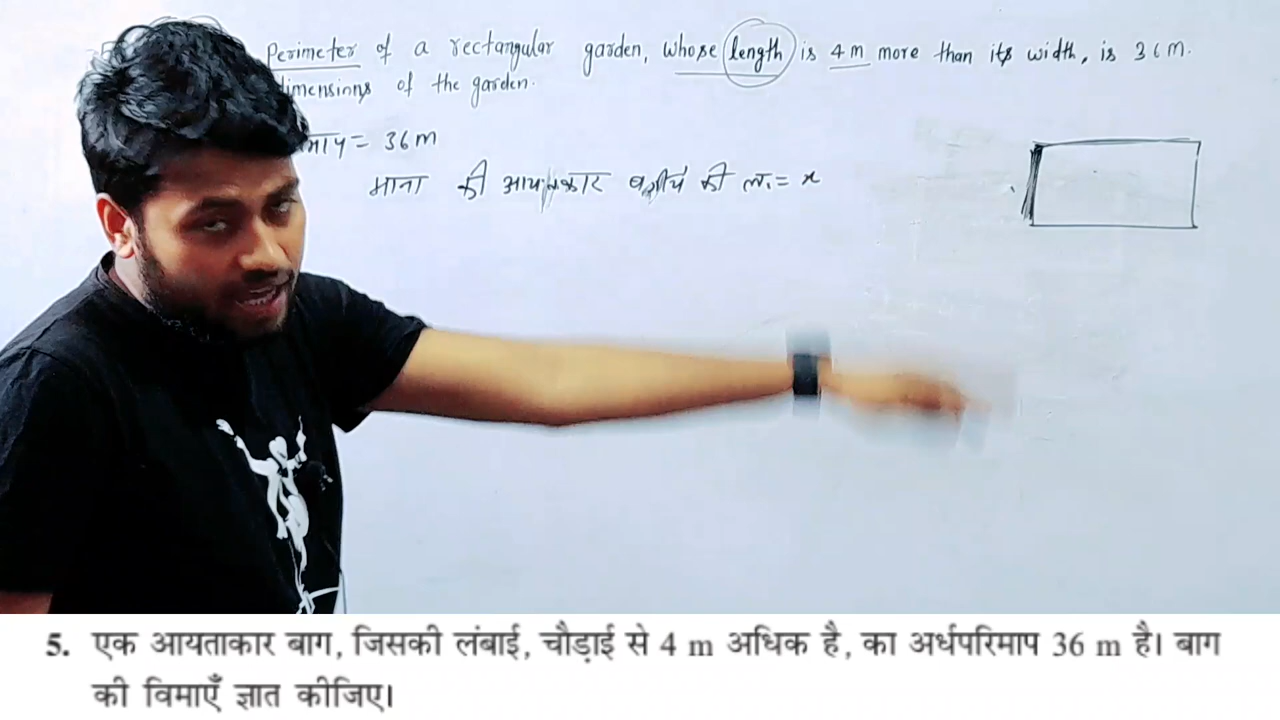 Perimeter of a rectangular garden, whose length is 4 m more than its width, is 36 m.
dimensions of the garden.
माप = 36 m
माना की आयताकार बगीचे की ल. = x
5. एक आयताकार बाग, जिसकी लंबाई, चौड़ाई से 4 m अधिक है, का अर्धपरिमाप 36 m है। बाग
की विमाएँ ज्ञात कीजिए।